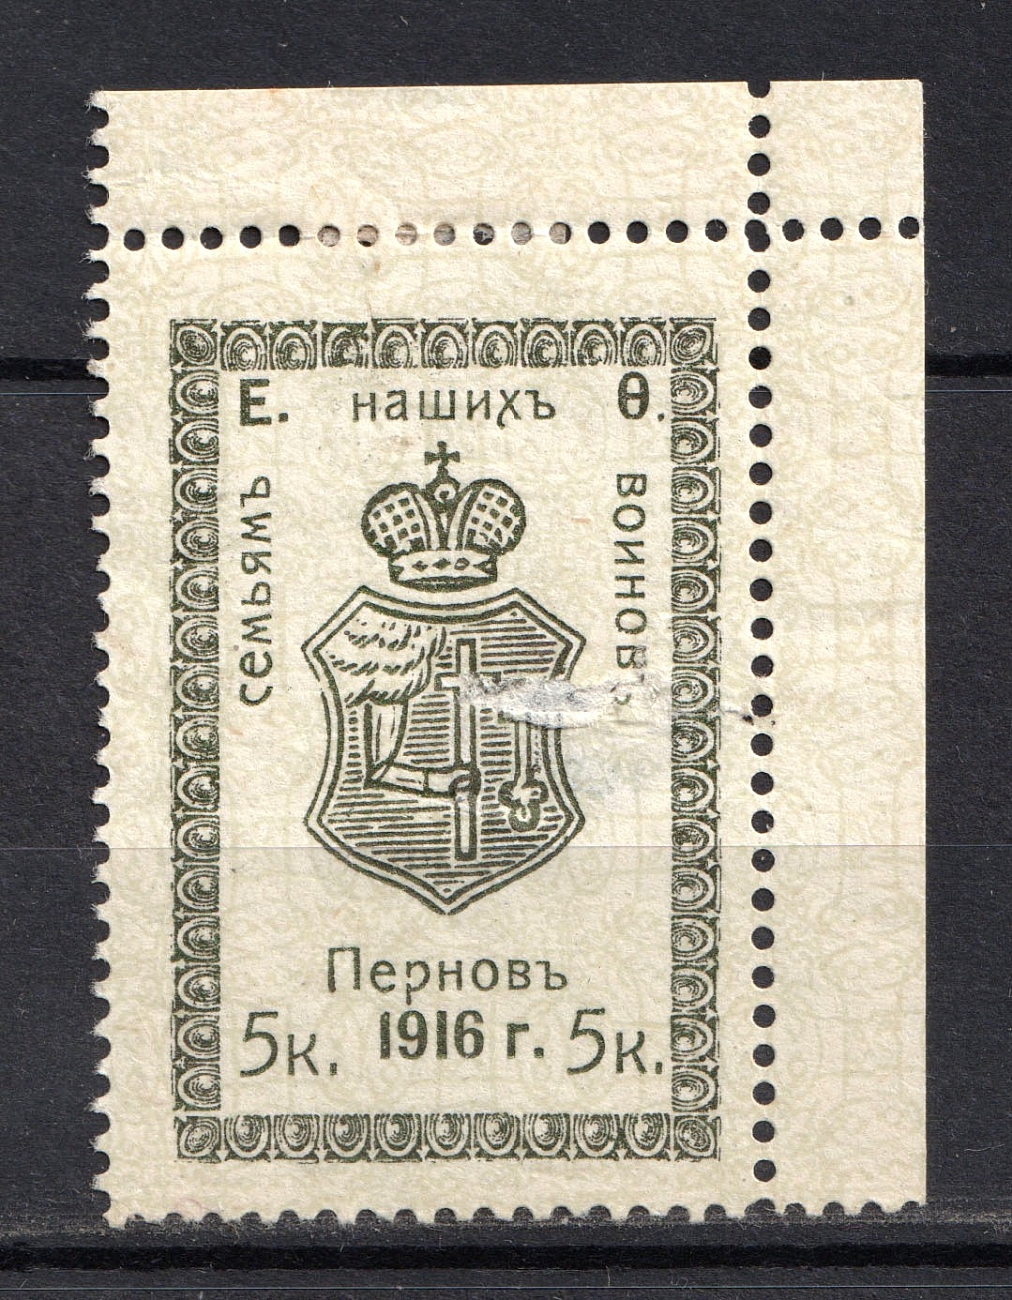 Е. нашихъ Ѳ.
семьямъ
воиновъ
Перновъ
5к. 1916 г. 5к.